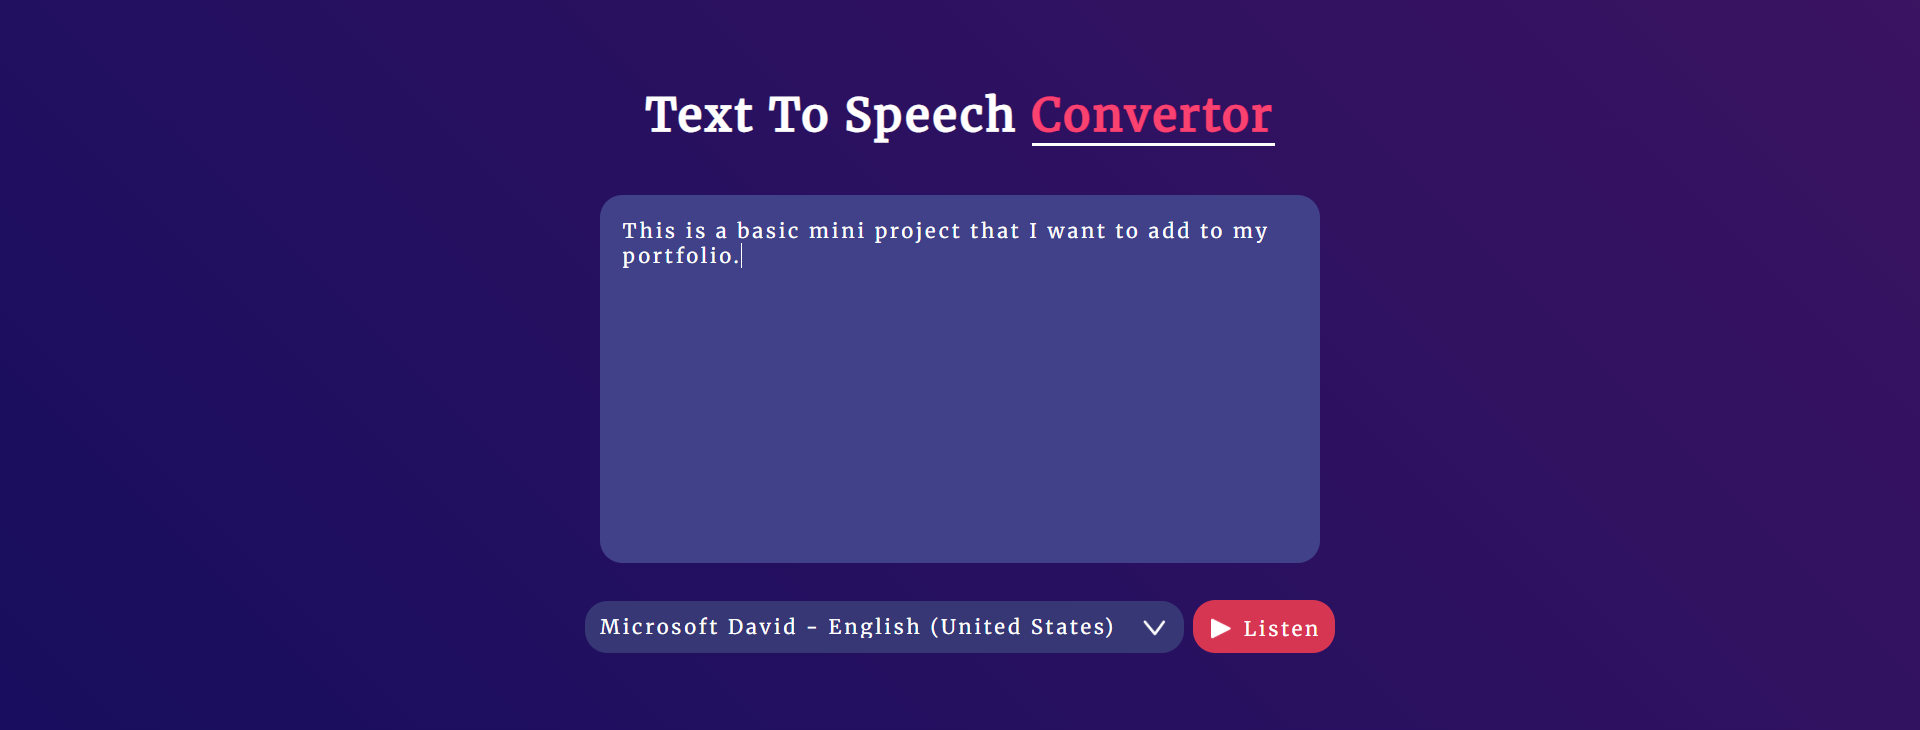 Text To Speech Convertor
This is a basic mini project that I want to add to my
portfolio.
Microsoft David - English (United States)
Listen